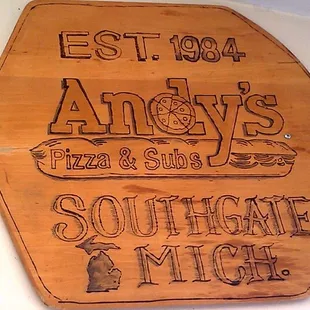 EST. 1984
Andy's
Pizza & Subs
SOUTHGATE
MICH.